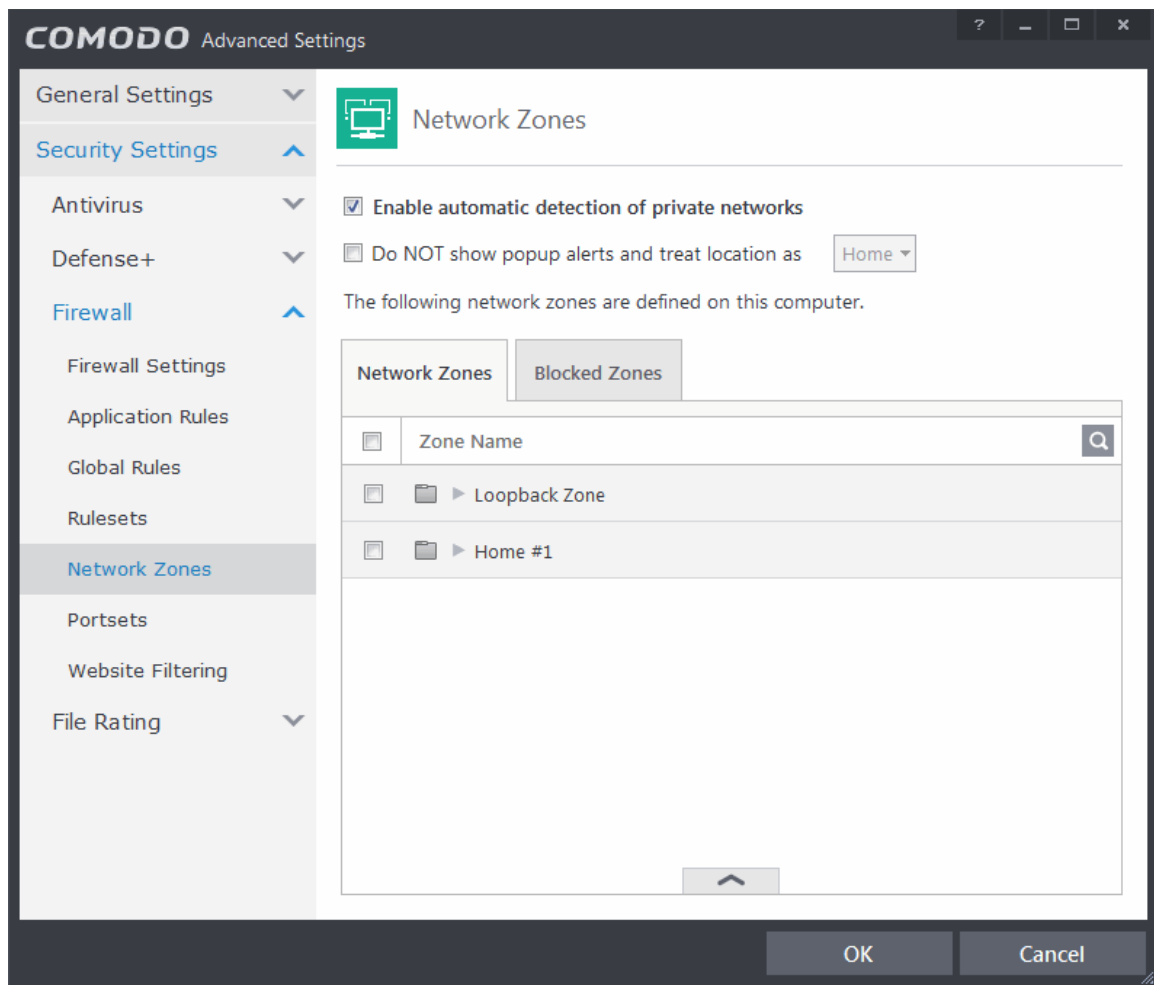 COMODO Advanced Settings
?
General Settings
Security Settings
Antivirus
Defense+
Firewall
Firewall Settings
Application Rules
Global Rules
Rulesets
Network Zones
Portsets
Website Filtering
File Rating
Network Zones
Enable automatic detection of private networks
Do NOT show popup alerts and treat location as Home
The following network zones are defined on this computer.
Network Zones Blocked Zones
Zone Name
Loopback Zone
Home #1
OK Cancel